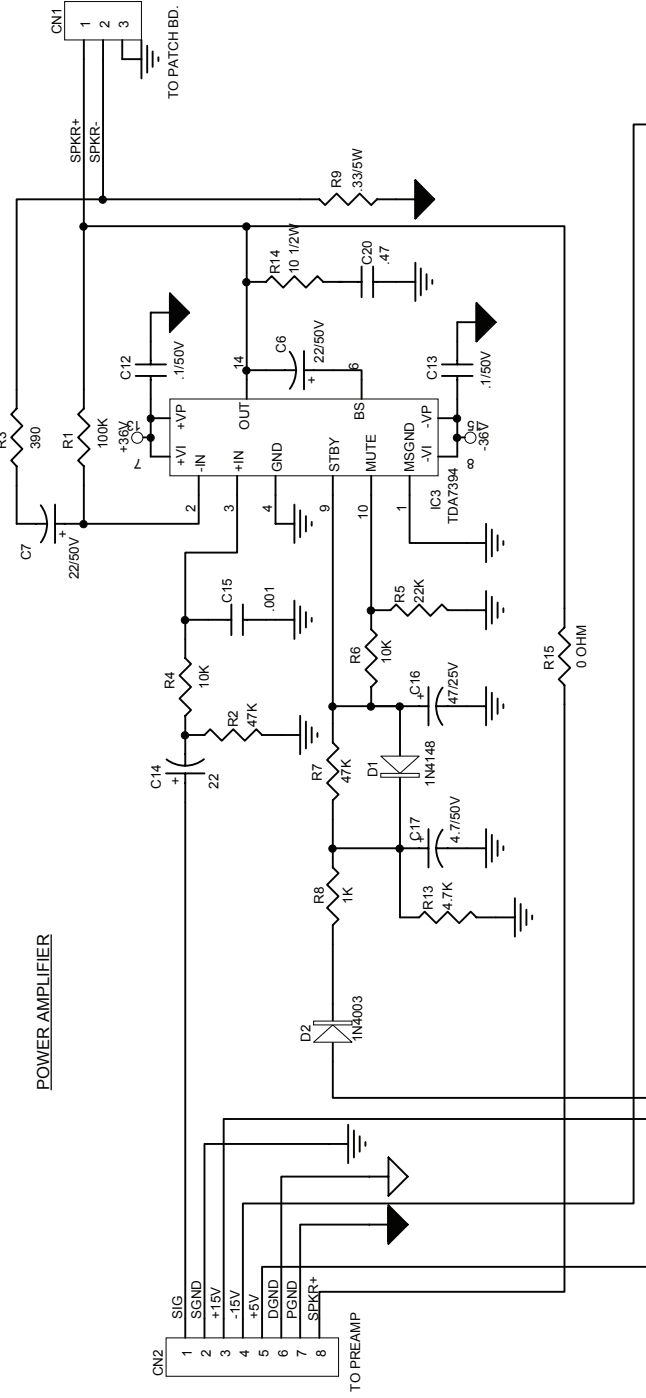 POWER AMPLIFIER
CN2
SIG
1
SGND
2
+15V
3
-15V
4
+5V
5
DGND
6
PGND
7
SPKR+
8
TO PREAMP
C14
+
22
R2
47K
R4
10K
C15
.001
D2
1N4003
R8
1K
R13
4.7K
C17
+
4.7/50V
R7
47K
D1
1N4148
C16
+
47/25V
R6
10K
R5
22K
R15
0 OHM
C7
+
22/50V
R3
390
R1
100K
2
3
4
9
10
1
-IN
+IN
GND
STBY
MUTE
MSGND
+VI
+VP
-VI
-VP
OUT
BS
14
6
7
13
+36V
8
15
-36V
IC3
TDA7394
C12
.1/50V
C6
+
22/50V
C13
.1/50V
R14
10 1/2W
C20
.47
R9
.33/5W
SPKR+
SPKR-
CN1
1
2
3
TO PATCH BD.